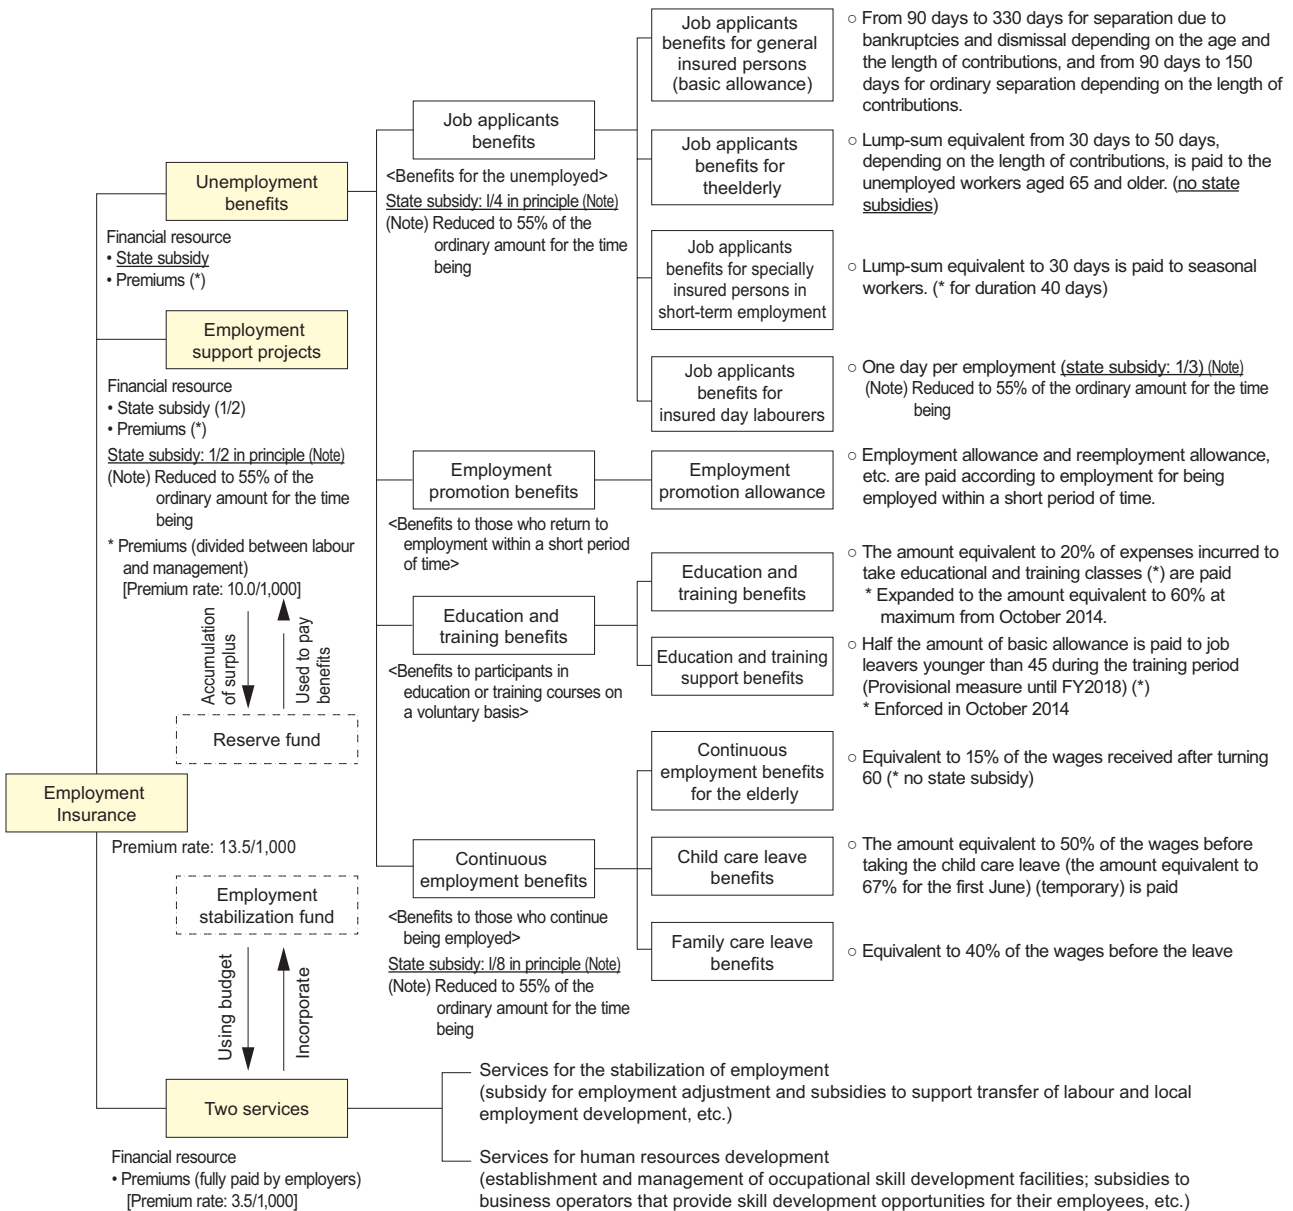 Job applicants
benefits for general
insured persons
(basic allowance)
○ From 90 days to 330 days for separation due to
bankruptcies and dismissal depending on the age and
the length of contributions, and from 90 days to 150
days for ordinary separation depending on the length of
contributions.
Job applicants
benefits
<Benefits for the unemployed>
State subsidy: I/4 in principle (Note)
(Note) Reduced to 55% of the
ordinary amount for the time
being
Job applicants
benefits for
theelderly
○ Lump-sum equivalent from 30 days to 50 days,
depending on the length of contributions, is paid to the
unemployed workers aged 65 and older. (no state
subsidies)
Unemployment
benefits
Financial resource
• State subsidy
• Premiums (*)
Job applicants
benefits for specially
insured persons in
short-term employment
○ Lump-sum equivalent to 30 days is paid to seasonal
workers. (* for duration 40 days)
Employment
support projects
Financial resource
• State subsidy (1/2)
• Premiums (*)
State subsidy: 1/2 in principle (Note)
(Note) Reduced to 55% of the
ordinary amount for the time
being
* Premiums (divided between labour
and management)
[Premium rate: 10.0/1,000]
Job applicants
benefits for
insured day labourers
○ One day per employment (state subsidy: 1/3) (Note)
(Note) Reduced to 55% of the ordinary amount for the time
being
Employment
promotion benefits
<Benefits to those who return to
employment within a short period
of time>
Employment
promotion allowance
○ Employment allowance and reemployment allowance,
etc. are paid according to employment for being
employed within a short period of time.
Education and
training benefits
<Benefits to participants in
education or training courses on
a voluntary basis>
Education and
training benefits
○ The amount equivalent to 20% of expenses incurred to
take educational and training classes (*) are paid
* Expanded to the amount equivalent to 60% at
maximum from October 2014.
Education and training
support benefits
○ Half the amount of basic allowance is paid to job
leavers younger than 45 during the training period
(Provisional measure until FY2018) (*)
* Enforced in October 2014
Accumulation
of surplus
Used to pay
benefits
Reserve fund
Employment
Insurance
Premium rate: 13.5/1,000
Continuous
employment benefits
for the elderly
○ Equivalent to 15% of the wages received after turning
60 (* no state subsidy)
Continuous
employment benefits
<Benefits to those who continue
being employed>
State subsidy: I/8 in principle (Note)
(Note) Reduced to 55% of the
ordinary amount for the time
being
Child care leave
benefits
○ The amount equivalent to 50% of the wages before
taking the child care leave (the amount equivalent to
67% for the first June) (temporary) is paid
Family care leave
benefits
○ Equivalent to 40% of the wages before the leave
Employment
stabilization fund
Using budget
Incorporate
Two services
Financial resource
• Premiums (fully paid by employers)
[Premium rate: 3.5/1,000]
Services for the stabilization of employment
(subsidy for employment adjustment and subsidies to support transfer of labour and local
employment development, etc.)
Services for human resources development
(establishment and management of occupational skill development facilities; subsidies to
business operators that provide skill development opportunities for their employees, etc.)